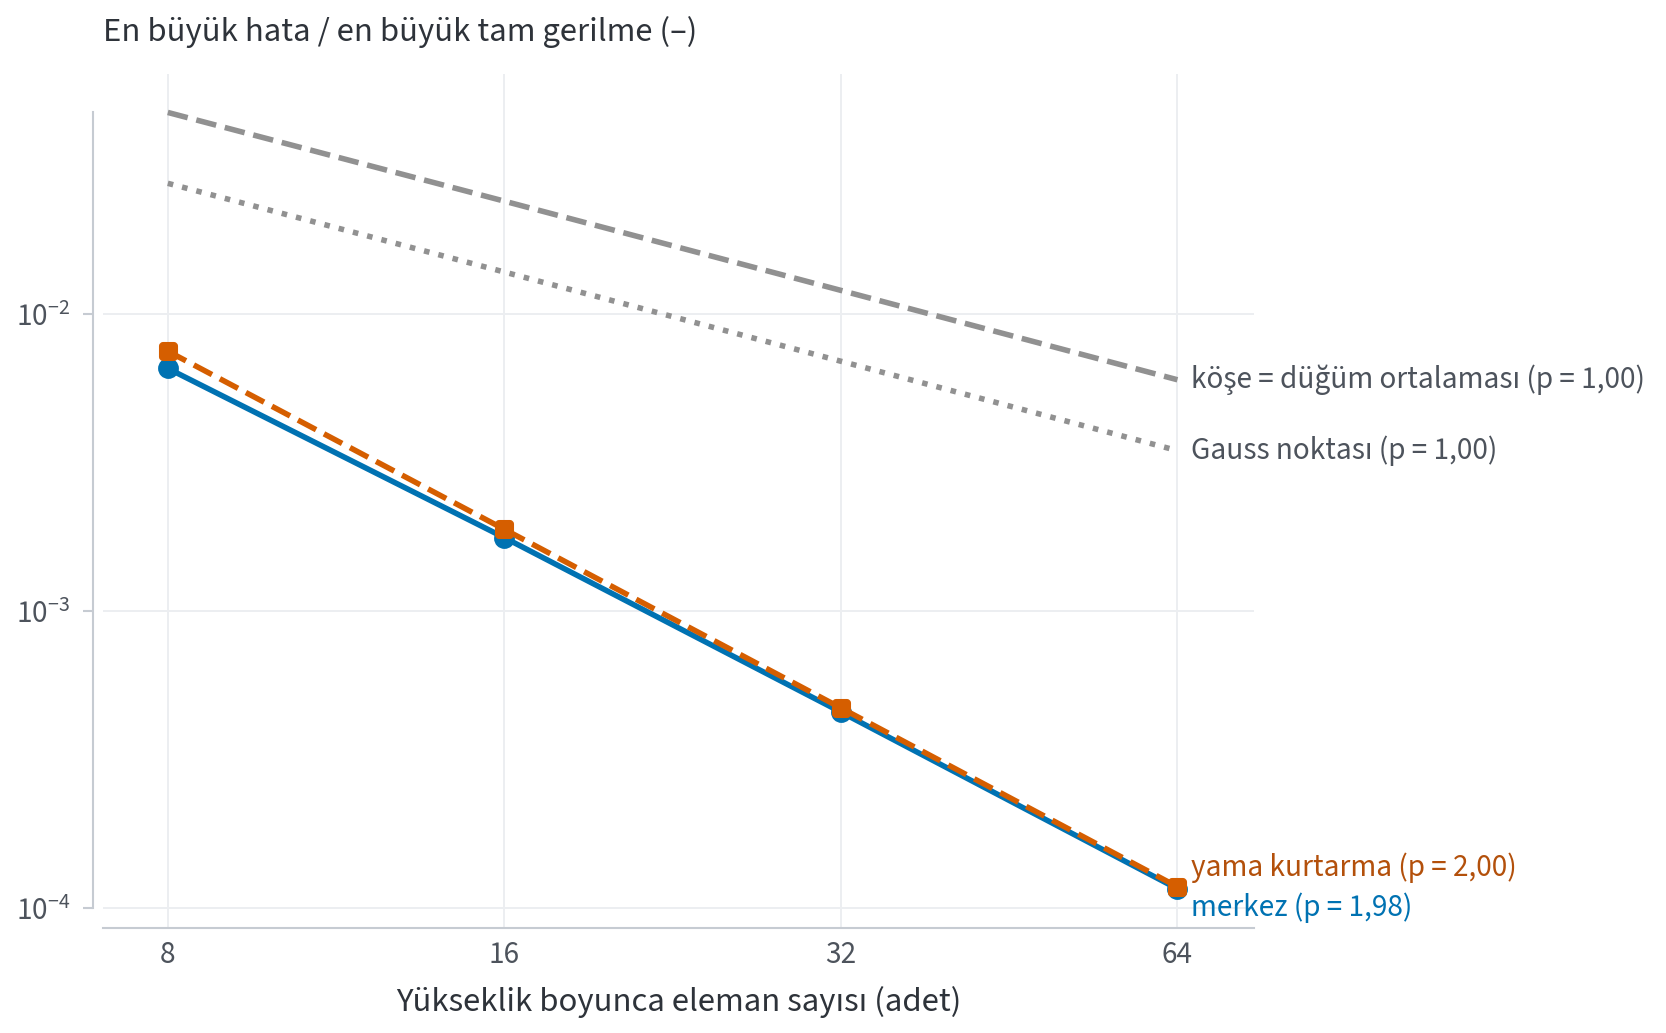 En büyük hata / en büyük tam gerilme (–)
10⁻²
10⁻³
10⁻⁴
köşe = düğüm ortalaması (p = 1,00)
Gauss noktası (p = 1,00)
yama kurtarma (p = 2,00)
merkez (p = 1,98)
8 16 32 64
Yükseklik boyunca eleman sayısı (adet)